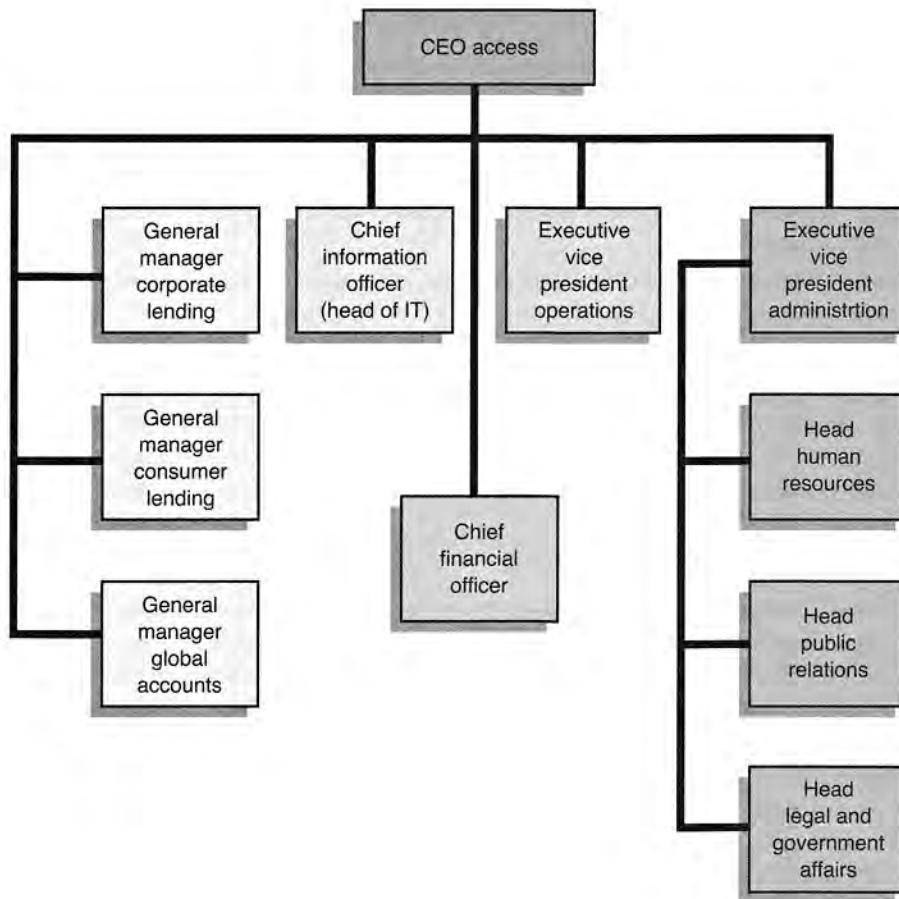 CEO access
General
manager
corporate
lending
Chief
information
officer
(head of IT)
Executive
vice
president
operations
Executive
vice
president
administrtion
General
manager
consumer
lending
Head
human
resources
Chief
financial
officer
General
manager
global
accounts
Head
public
relations
Head
legal and
government
affairs